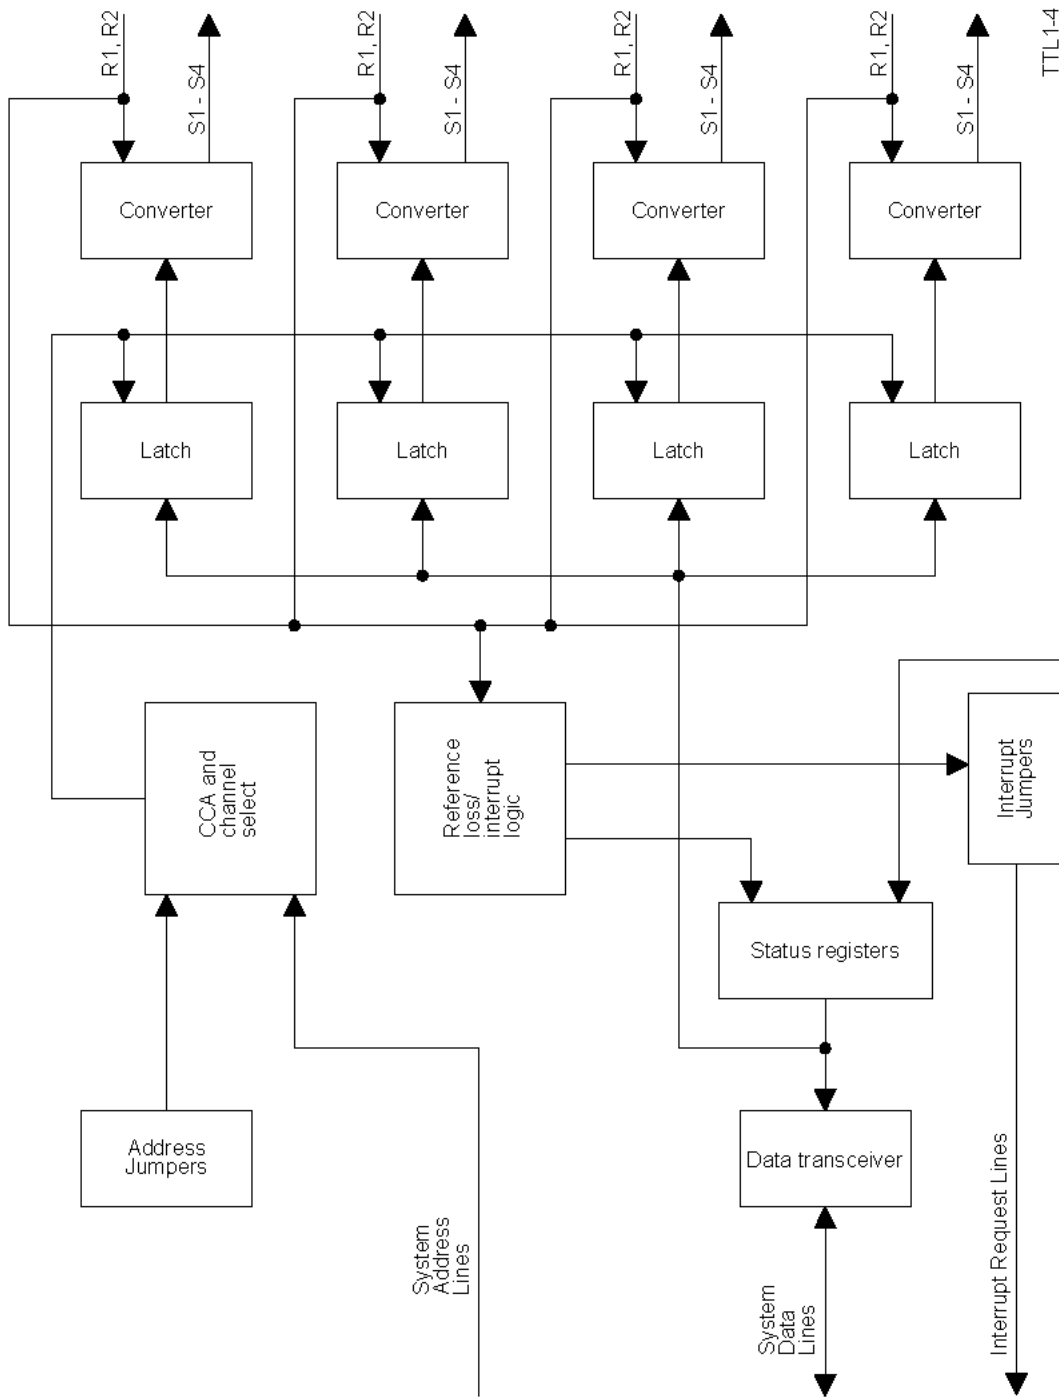 R1, R2
S1 - S4
R1, R2
S1 - S4
R1, R2
S1 - S4
R1, R2
S1 - S4
TTL1-4
Converter
Converter
Converter
Converter
Latch
Latch
Latch
Latch
CCA and
channel
select
Reference
loss/
interrupt
logic
Interrupt
Jumpers
Status registers
Address
Jumpers
Data transceiver
System
Address
Lines
System
Data
Lines
Interrupt Request Lines